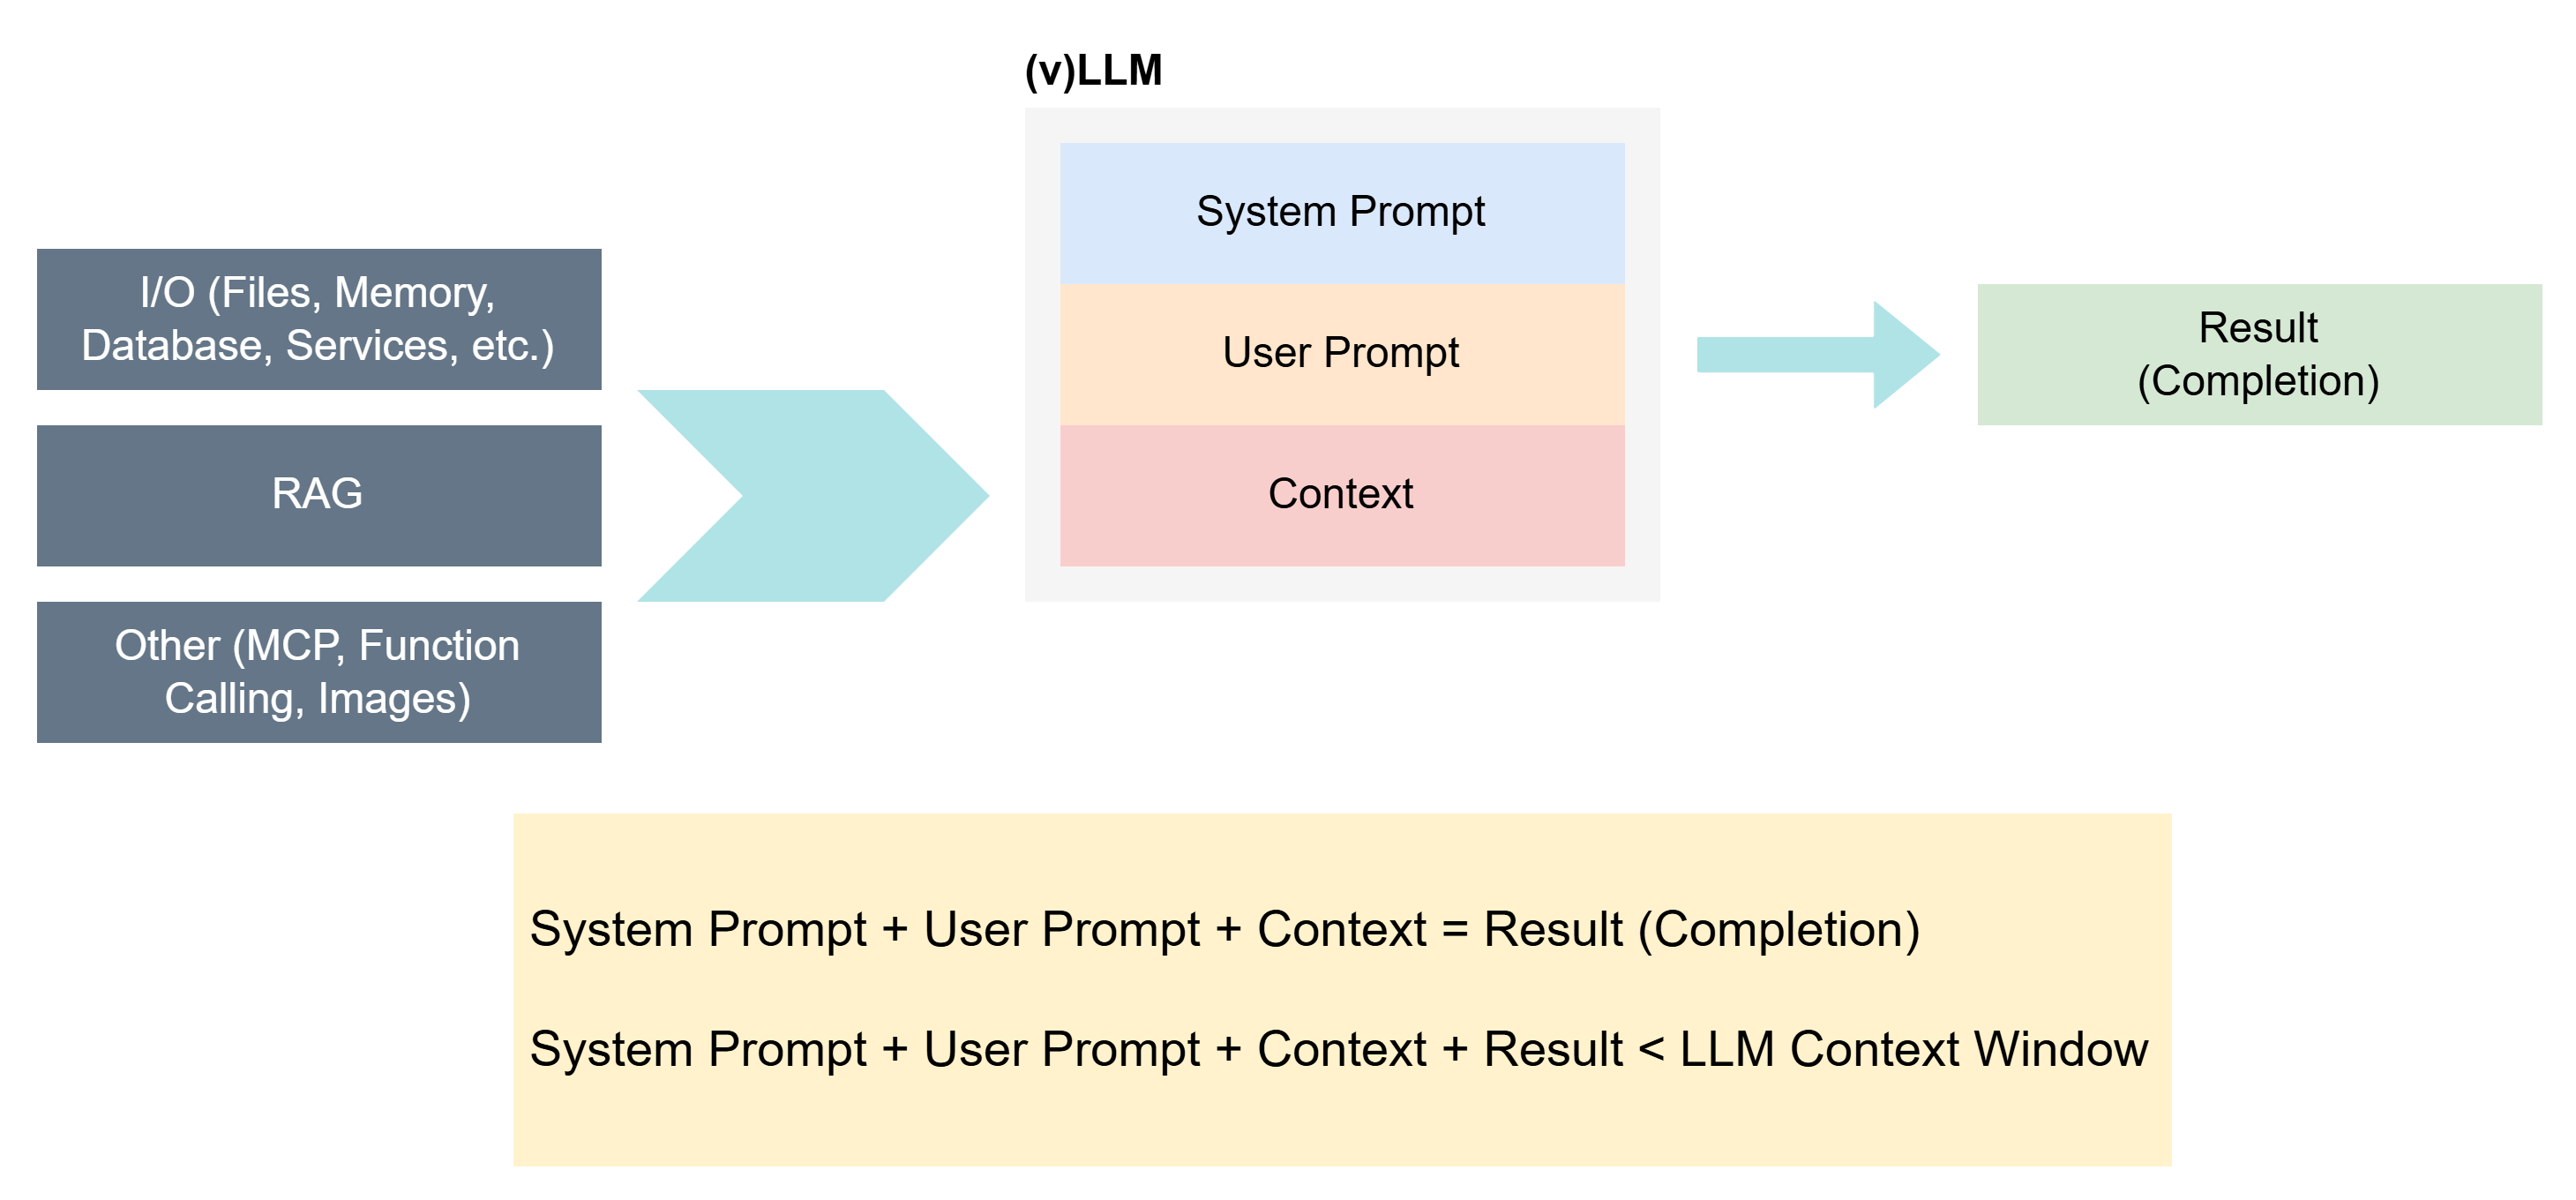 (v)LLM
System Prompt
User Prompt
Context
I/O (Files, Memory,
Database, Services, etc.)
RAG
Other (MCP, Function
Calling, Images)
Result
(Completion)
System Prompt + User Prompt + Context = Result (Completion)
System Prompt + User Prompt + Context + Result < LLM Context Window